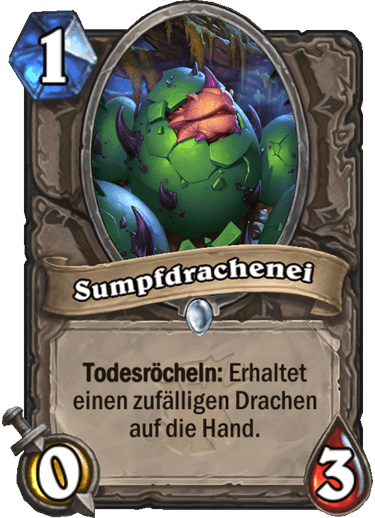 1
Sumpfdrachenei
Todesröcheln: Erhaltet
einen zufälligen Drachen
auf die Hand.
0
3